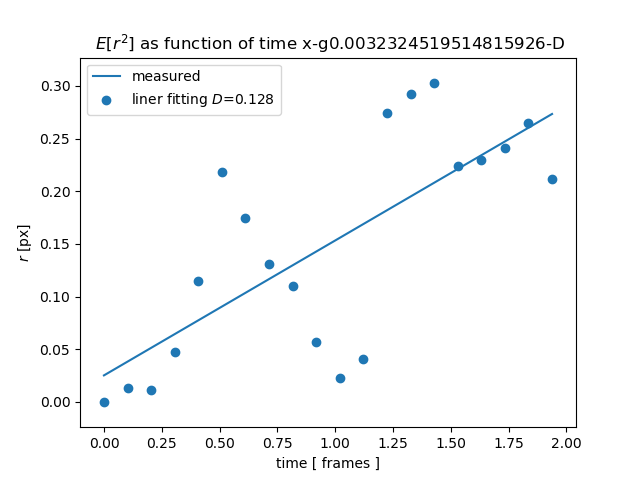 E[r²] as function of time x-g0.0032324519514815926-D
measured
liner fitting D=0.128
0.30
0.25
0.20
0.15
0.10
0.05
0.00
r [px]
0.00 0.25 0.50 0.75 1.00 1.25 1.50 1.75 2.00
time [ frames ]